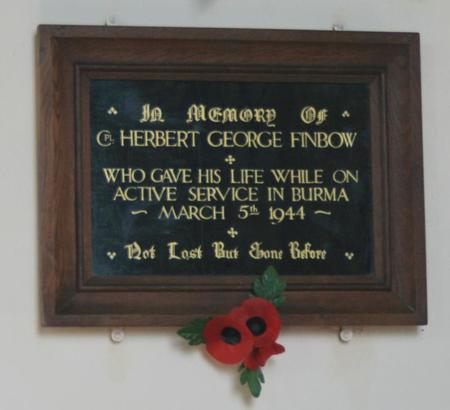 In Memory Of
Cpl. HERBERT GEORGE FINBOW
WHO GAVE HIS LIFE WHILE ON
ACTIVE SERVICE IN BURMA
~ MARCH 5th 1944 ~
Not Lost But Gone Before